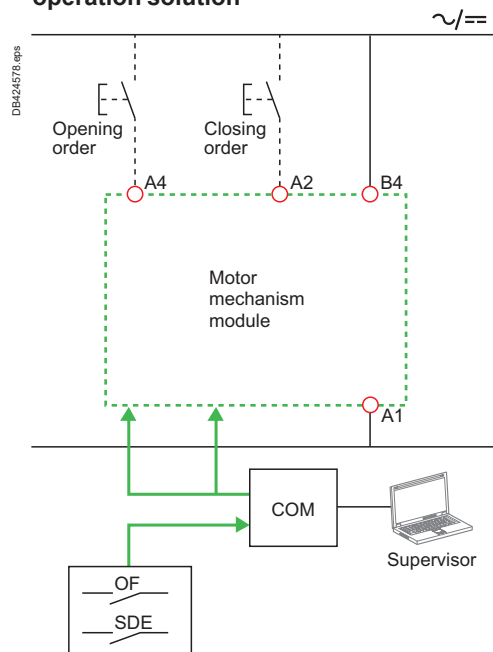 operation solution
DB424578.eps
Opening
order
Closing
order
A4
A2
B4
Motor
mechanism
module
A1
COM
Supervisor
OF
SDE